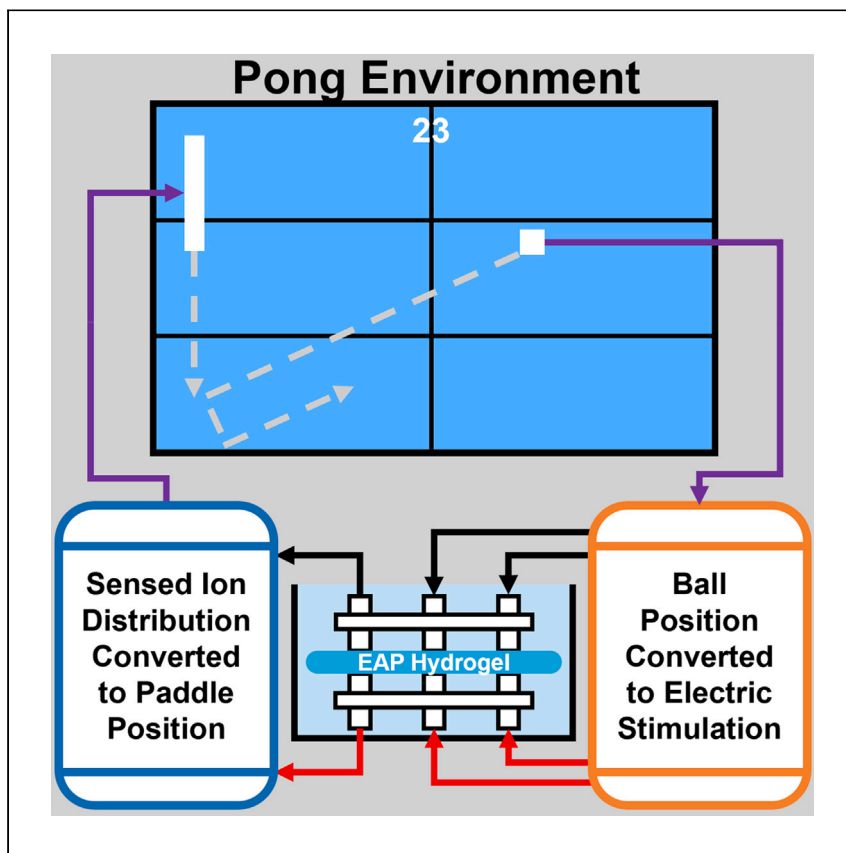 Pong Environment
23
Sensed Ion
Distribution
Converted
to Paddle
Position
EAP Hydrogel
Ball
Position
Converted
to Electric
Stimulation